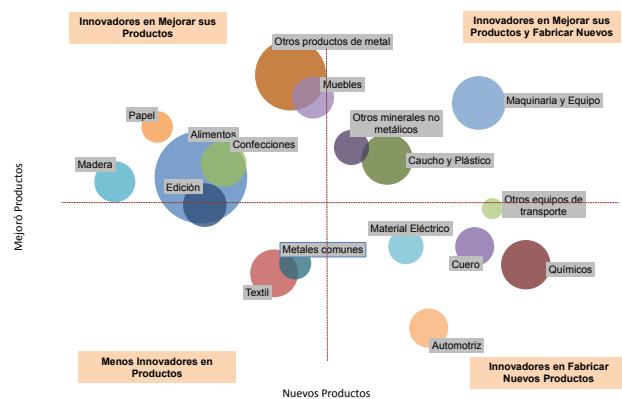 Innovadores en Mejorar sus
Productos
Innovadores en Mejorar sus
Productos y Fabricar Nuevos
Otros productos de metal
Muebles
Maquinaria y Equipo
Papel
Otros minerales no
metálicos
Alimentos
Confecciones
Caucho y Plástico
Madera
Edición
Otros equipos de
transporte
Mejoró Productos
Material Eléctrico
Metales comunes
Cuero
Químicos
Textil
Automotriz
Menos Innovadores en
Productos
Innovadores en Fabricar
Nuevos Productos
Nuevos Productos